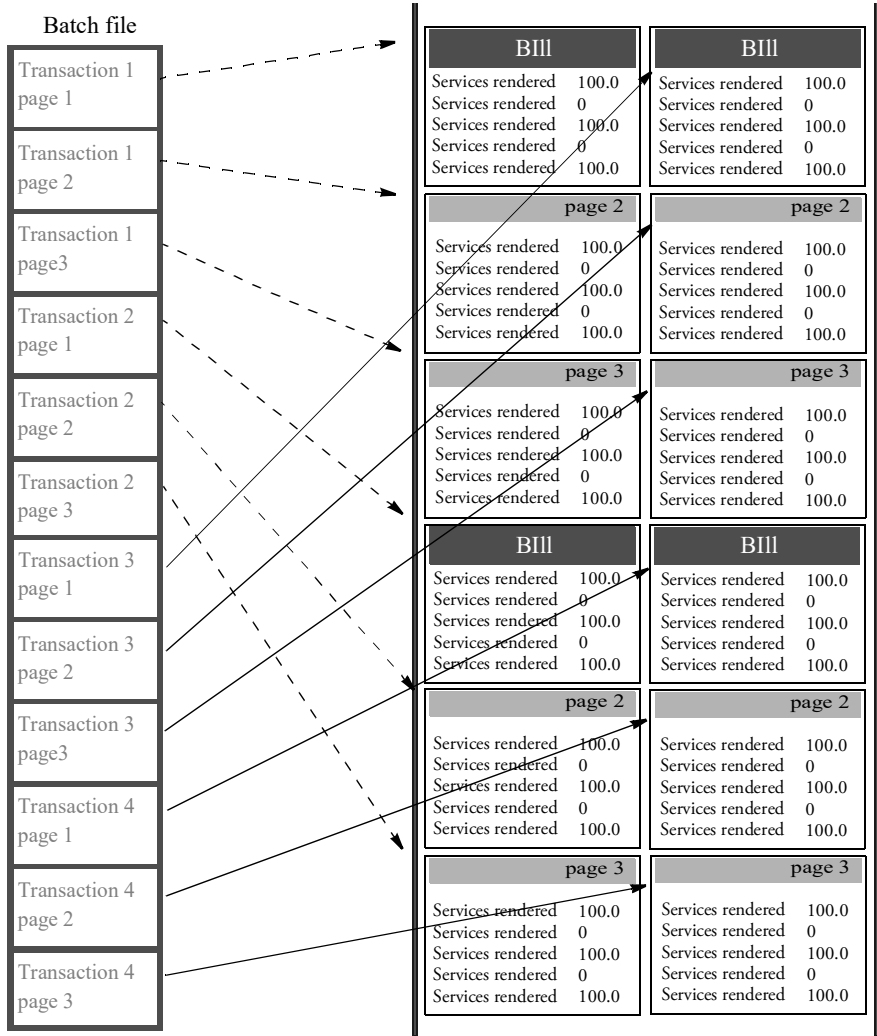 Batch file
Transaction 1
page 1
Transaction 1
page 2
Transaction 1
page3
Transaction 2
page 1
Transaction 2
page 2
Transaction 2
page 3
Transaction 3
page 1
Transaction 3
page 2
Transaction 3
page3
Transaction 4
page 1
Transaction 4
page 2
Transaction 4
page 3
BIll
Services rendered 100.0
Services rendered 0
Services rendered 100.0
Services rendered 0
Services rendered 100.0
page 2
Services rendered 100.0
Services rendered 0
Services rendered 100.0
Services rendered 0
Services rendered 100.0
page 3
Services rendered 100.0
Services rendered 0
Services rendered 100.0
Services rendered 0
Services rendered 100.0
BIll
Services rendered 100.0
Services rendered 0
Services rendered 100.0
Services rendered 0
Services rendered 100.0
page 2
Services rendered 100.0
Services rendered 0
Services rendered 100.0
Services rendered 0
Services rendered 100.0
page 3
Services rendered 100.0
Services rendered 0
Services rendered 100.0
Services rendered 0
Services rendered 100.0
BIll
Services rendered 100.0
Services rendered 0
Services rendered 100.0
Services rendered 0
Services rendered 100.0
page 2
Services rendered 100.0
Services rendered 0
Services rendered 100.0
Services rendered 0
Services rendered 100.0
page 3
Services rendered 100.0
Services rendered 0
Services rendered 100.0
Services rendered 0
Services rendered 100.0
BIll
Services rendered 100.0
Services rendered 0
Services rendered 100.0
Services rendered 0
Services rendered 100.0
page 2
Services rendered 100.0
Services rendered 0
Services rendered 100.0
Services rendered 0
Services rendered 100.0
page 3
Services rendered 100.0
Services rendered 0
Services rendered 100.0
Services rendered 0
Services rendered 100.0